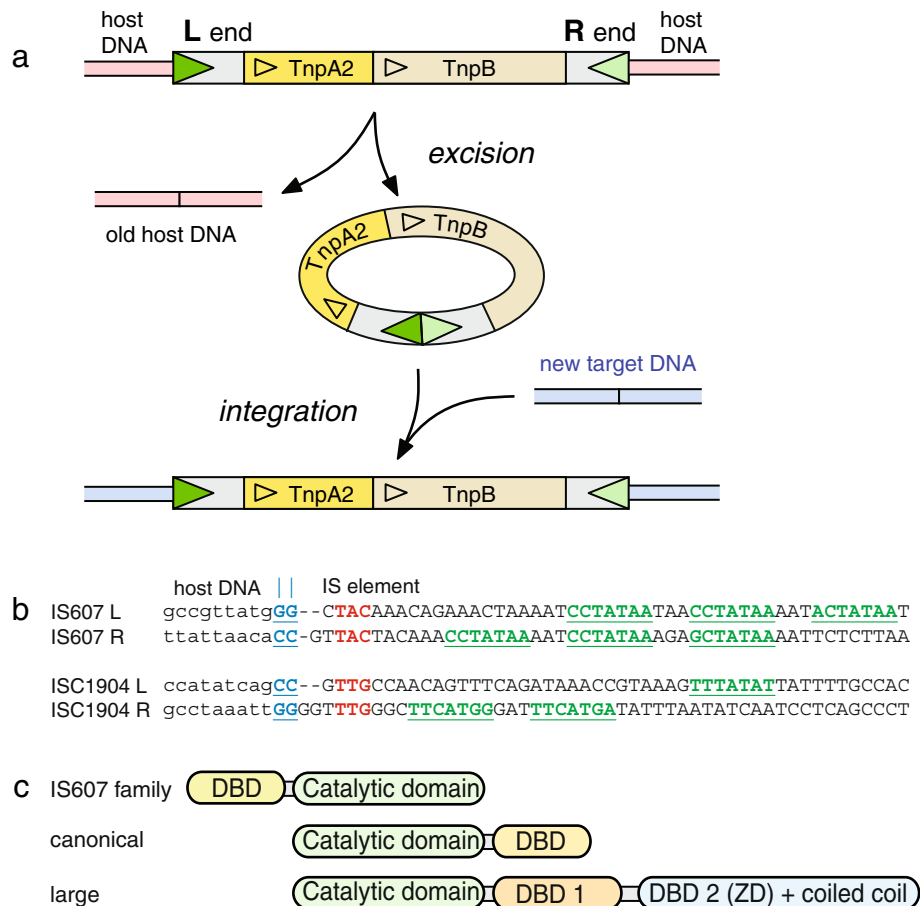 a
host DNA
L end
R end
host DNA
TnpA2
TnpB
excision
old host DNA
TnpA2
TnpB
new target DNA
integration
TnpA2
TnpB
b
host DNA
IS element
IS607 L gccgttatgGG--CTACAAACAGAAACTAAAATCCTATAATAACCTATAAAATACTATAAT
IS607 R ttattaacaCC-GTTACTACAAACCTATAAAATCCTATAAAGAGCTATAAAATTCTCTTAA
ISC1904 L ccatatcagCC--GTTGCCAACAGTTTCAGATAAACCGTAAAGTTTATATTATTTTGCCAC
ISC1904 R gcctaaattGGGGTTTGGGCTTCATGGGATTTCATGATATTTAATATCAATCCTCAGCCCT
c
IS607 family
DBD
Catalytic domain
canonical
Catalytic domain
DBD
large
Catalytic domain
DBD 1
DBD 2 (ZD) + coiled coil